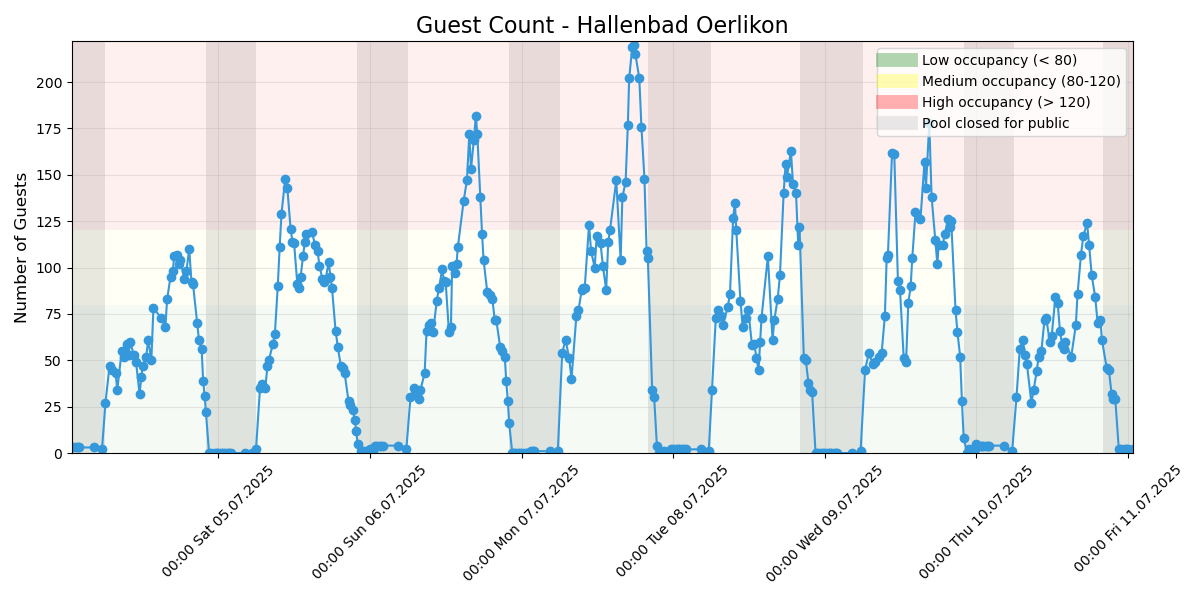 Guest Count - Hallenbad Oerlikon
Number of Guests
200
175
150
125
100
75
50
25
0
Low occupancy (< 80)
Medium occupancy (80-120)
High occupancy (> 120)
Pool closed for public
00:00 Sat 05.07.2025
00:00 Sun 06.07.2025
00:00 Mon 07.07.2025
00:00 Tue 08.07.2025
00:00 Wed 09.07.2025
00:00 Thu 10.07.2025
00:00 Fri 11.07.2025